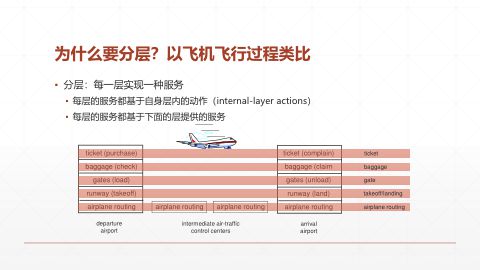 为什么要分层？以飞机飞行过程类比
分层：每一层实现一种服务
每层的服务都基于自身层内的动作（internal-layer actions）
每层的服务都基于下面的层提供的服务
ticket (purchase) ticket (complain) ticket
baggage (check) baggage (claim baggage
gates (load) gates (unload) gate
runway (takeoff) runway (land) takeoff/landing
airplane routing airplane routing airplane routing airplane routing airplane routing
departure airport
intermediate air-traffic control centers
arrival airport